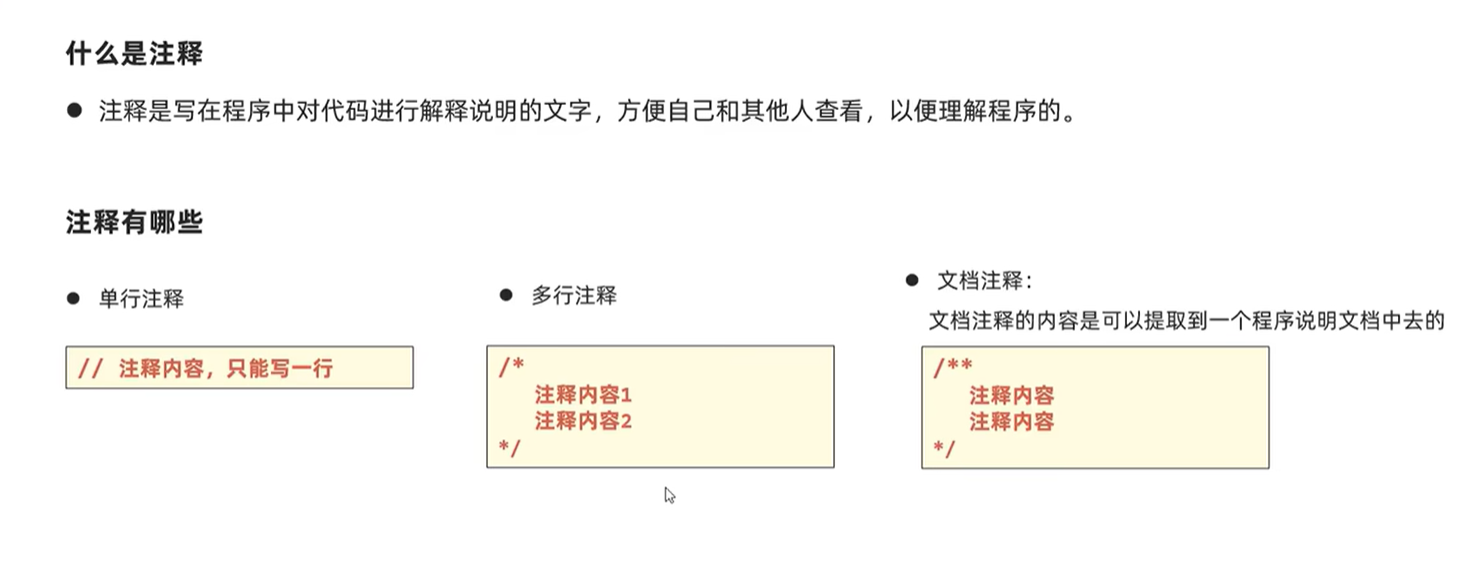 什么是注释
● 注释是写在程序中对代码进行解释说明的文字，方便自己和其他人查看，以便理解程序的。
注释有哪些
● 单行注释
// 注释内容，只能写一行
● 多行注释
/*
注释内容1
注释内容2
*/
● 文档注释：
文档注释的内容是可以提取到一个程序说明文档中去的
/**
注释内容
注释内容
*/